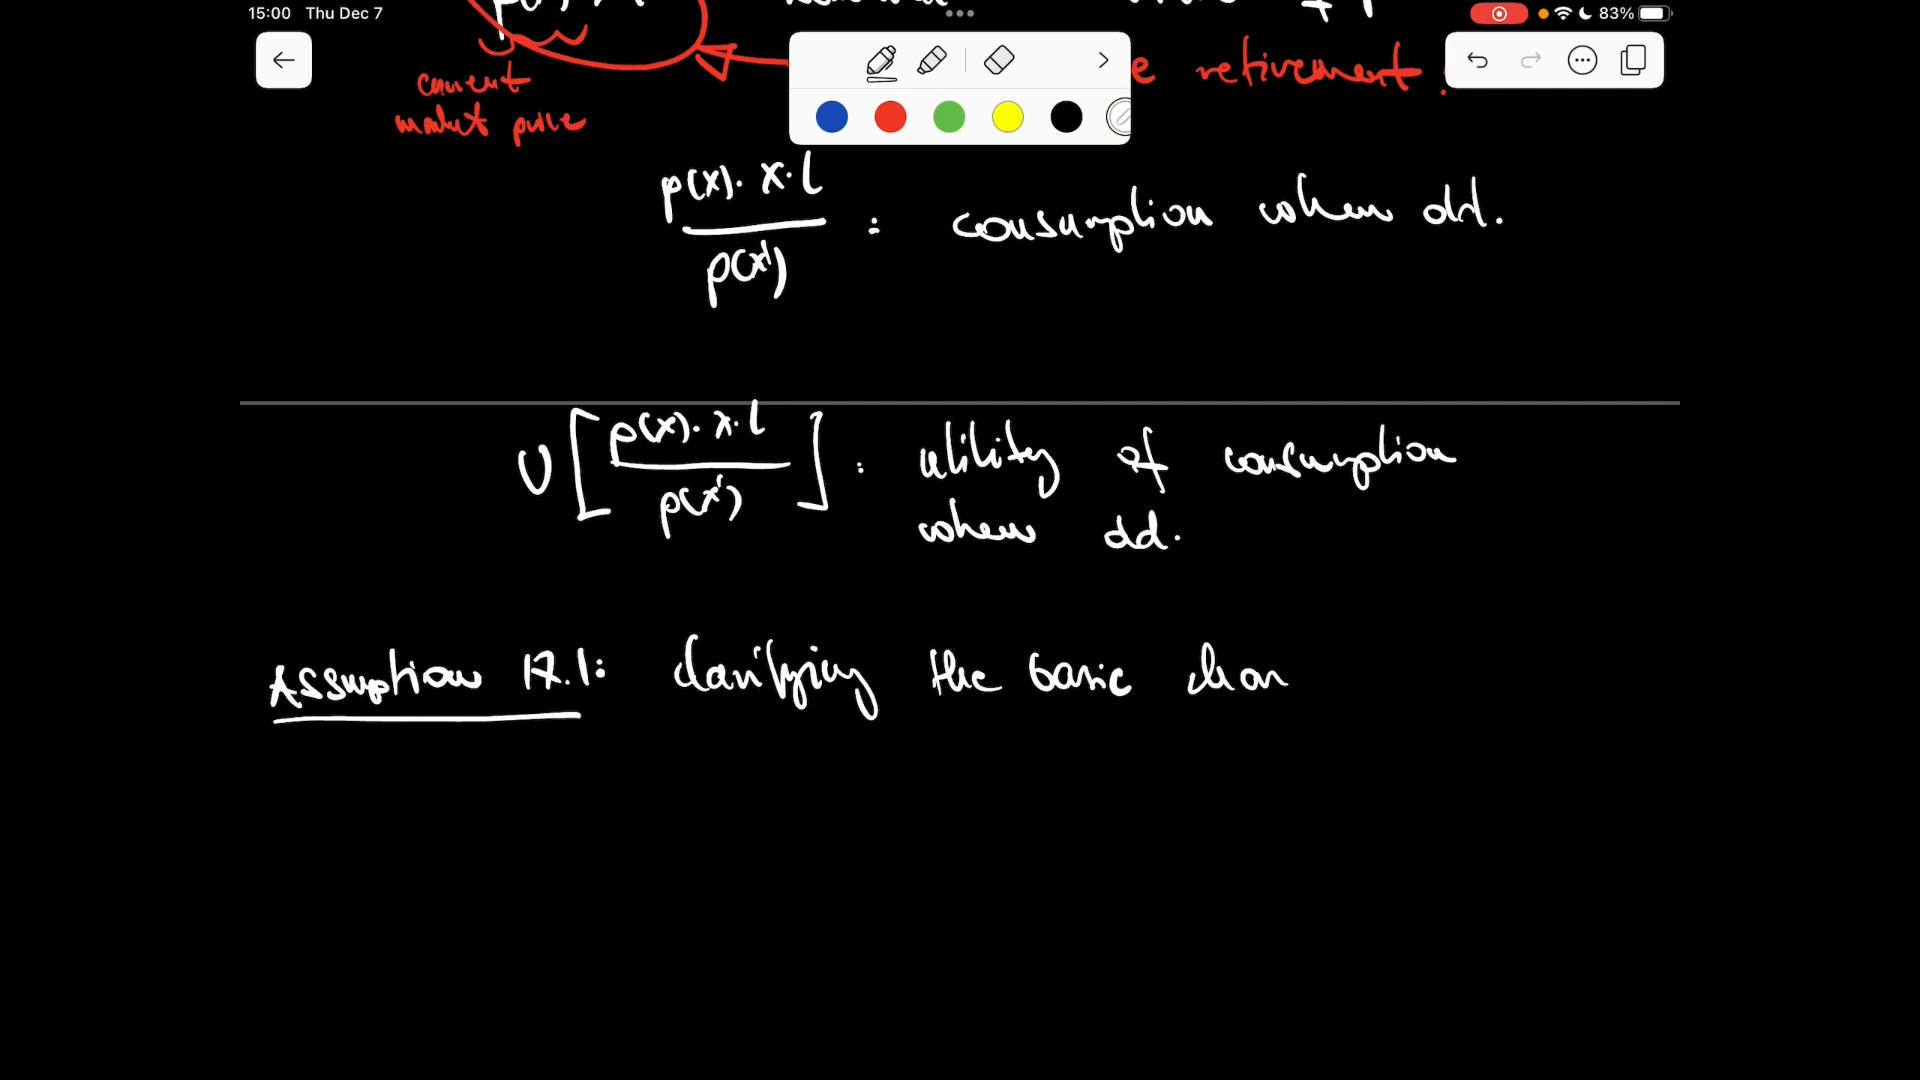 15:00 Thu Dec 7
83%
e retirement.
current
market price
p(x). x. l
p(x')
: consumption when old.
U [ p(x). x. l
p(x') ] : utility of consumption
when old.
Assumption 17.1: clarifying the basic char